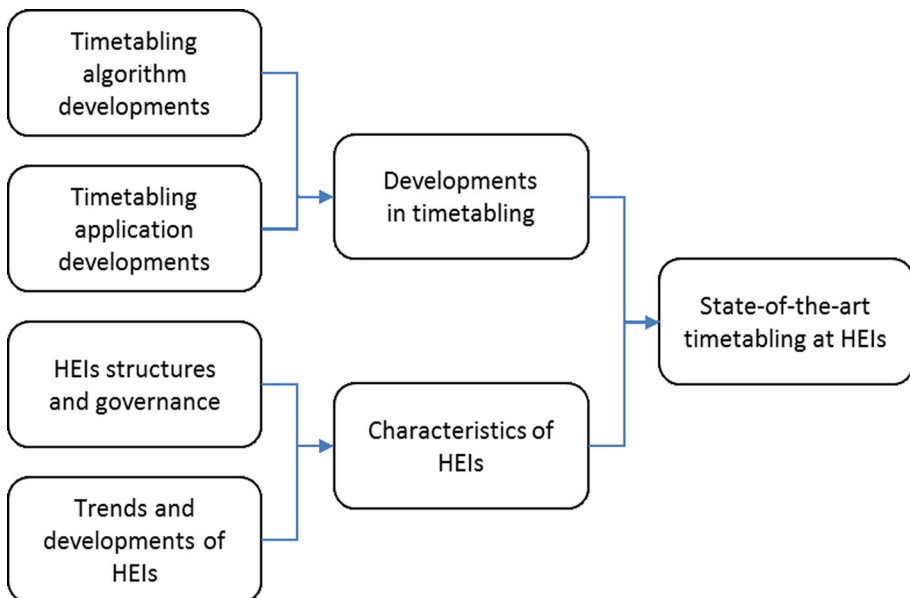 Timetabling
algorithm
developments
Timetabling
application
developments
HEIs structures
and governance
Trends and
developments of
HEIs
Developments
in timetabling
Characteristics of
HEIs
State-of-the-art
timetabling at HEIs